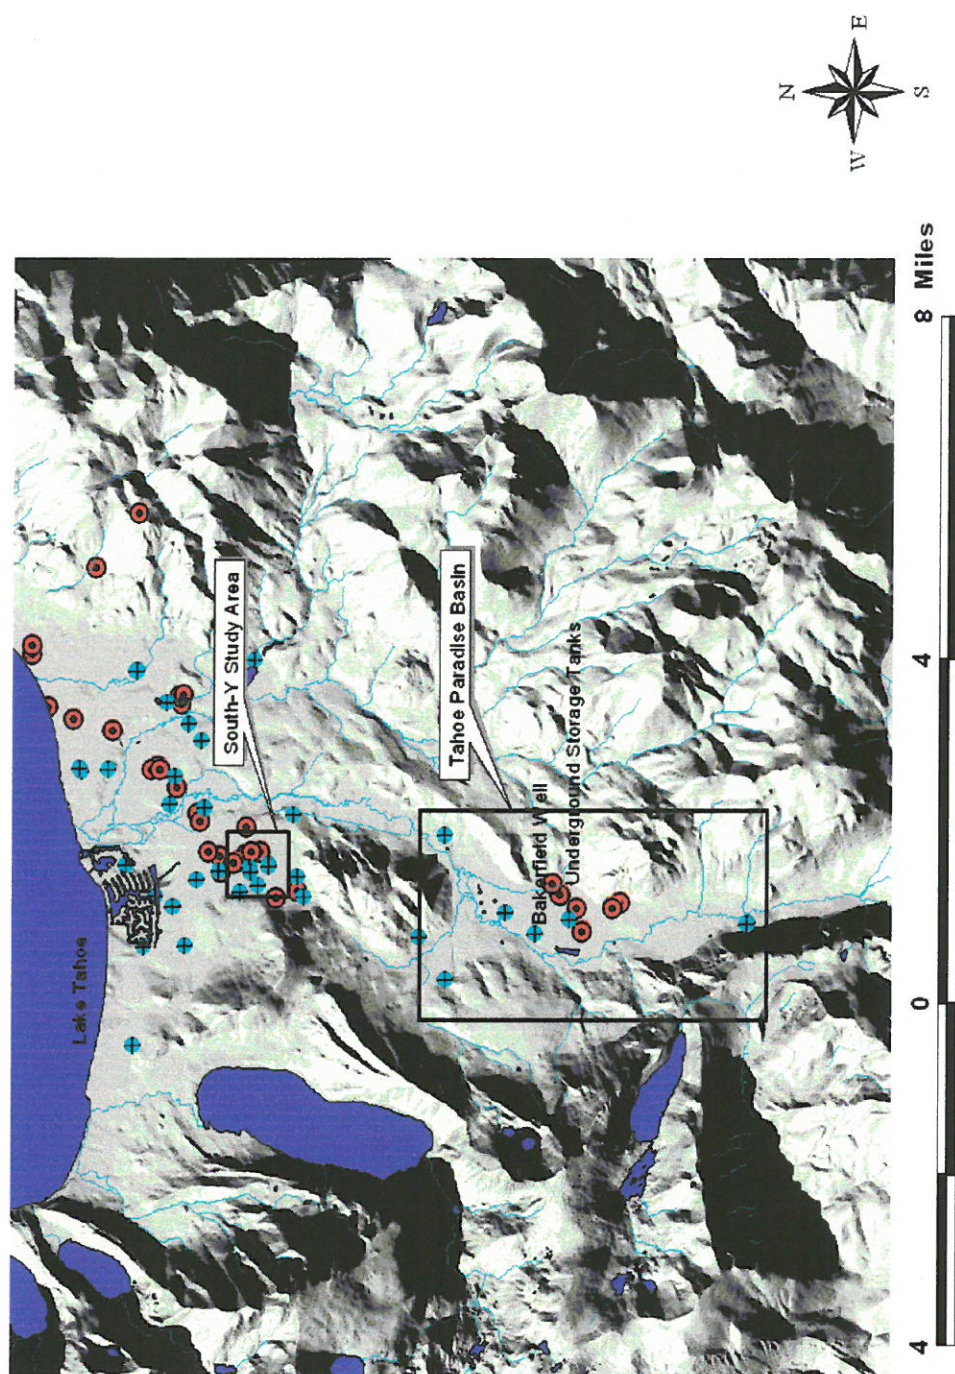 Lake Tahoe
South-Y Study Area
Tahoe Paradise Basin
Bakerfield Well
Underground Storage Tanks
N
W
E
S
4
0
4
8 Miles